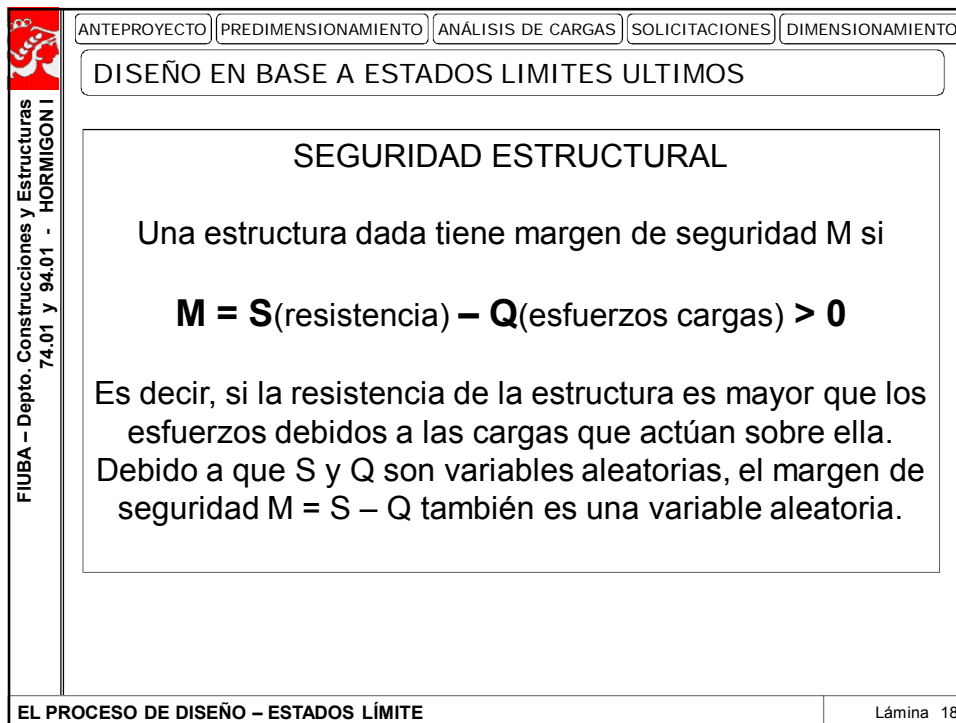 ANTEPROYECTO PREDIMENSIONAMIENTO ANÁLISIS DE CARGAS SOLICITACIONES DIMENSIONAMIENTO
DISEÑO EN BASE A ESTADOS LIMITES ULTIMOS
FIUBA – Depto. Construcciones y Estructuras
74.01 y 94.01 - HORMIGON I
SEGURIDAD ESTRUCTURAL
Una estructura dada tiene margen de seguridad M si
M = S(resistencia) – Q(esfuerzos cargas) > 0
Es decir, si la resistencia de la estructura es mayor que los
esfuerzos debidos a las cargas que actúan sobre ella.
Debido a que S y Q son variables aleatorias, el margen de
seguridad M = S – Q también es una variable aleatoria.
EL PROCESO DE DISEÑO – ESTADOS LÍMITE
Lámina 18